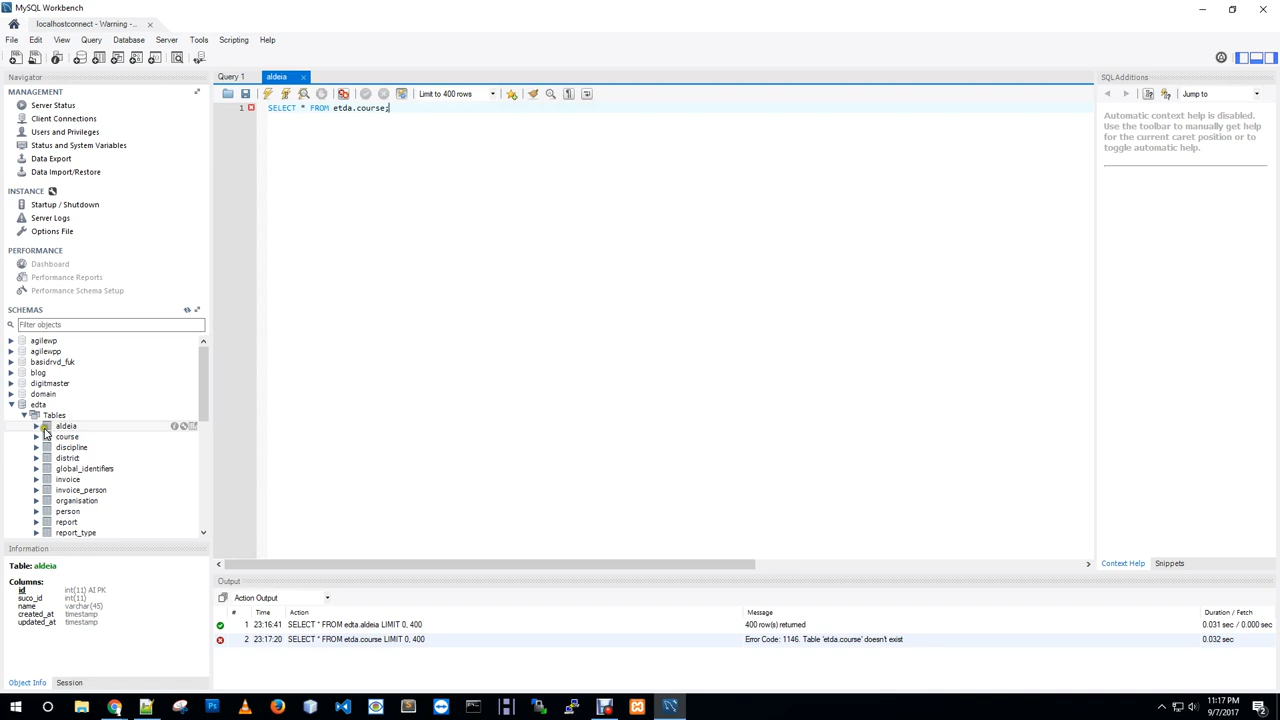 MySQL Workbench
localhostconnect - Warning -...
File Edit View Query Database Server Tools Scripting Help
Navigator
MANAGEMENT
Server Status
Client Connections
Users and Privileges
Status and System Variables
Data Export
Data Import/Restore
INSTANCE
Startup / Shutdown
Server Logs
Options File
PERFORMANCE
Dashboard
Performance Reports
Performance Schema Setup
SCHEMAS
Filter objects
agilewp
agilewpp
basidrvd_fuk
blog
digitmaster
domain
edta
Tables
aldeia
course
discipline
district
global_identifiers
invoice
invoice_person
organisation
person
report
report_type
Information
Table: aldeia
Columns:
id int(11) AI PK
suco_id int(11)
name varchar(45)
created_at timestamp
updated_at timestamp
Object Info Session
Query 1 aldeia
Limit to 400 rows
1 SELECT * FROM etda.course;
SQL Additions
Jump to
Automatic context help is disabled.
Use the toolbar to manually get help
for the current caret position or to
toggle automatic help.
Context Help Snippets
Output
Action Output
# Time Action Message Duration / Fetch
1 23:16:41 SELECT * FROM edta.aldeia LIMIT 0, 400 400 row(s) returned 0.031 sec / 0.000 sec
2 23:17:20 SELECT * FROM etda.course LIMIT 0, 400 Error Code: 1146. Table 'etda.course' doesn't exist 0.032 sec
11:17 PM
9/7/2017